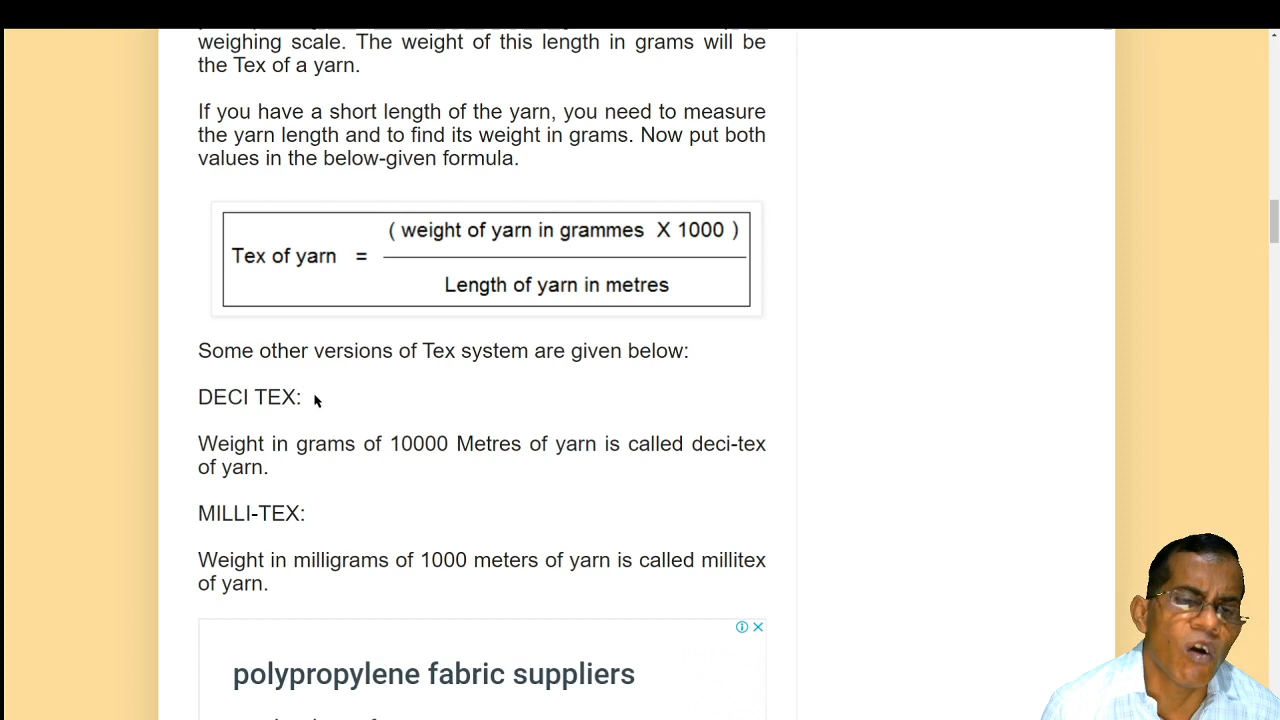 weighing scale. The weight of this length in grams will be
the Tex of a yarn.
If you have a short length of the yarn, you need to measure
the yarn length and to find its weight in grams. Now put both
values in the below-given formula.
( weight of yarn in grammes X 1000 )
Tex of yarn =
Length of yarn in metres
Some other versions of Tex system are given below:
DECI TEX:
Weight in grams of 10000 Metres of yarn is called deci-tex
of yarn.
MILLI-TEX:
Weight in milligrams of 1000 meters of yarn is called millitex
of yarn.
polypropylene fabric suppliers